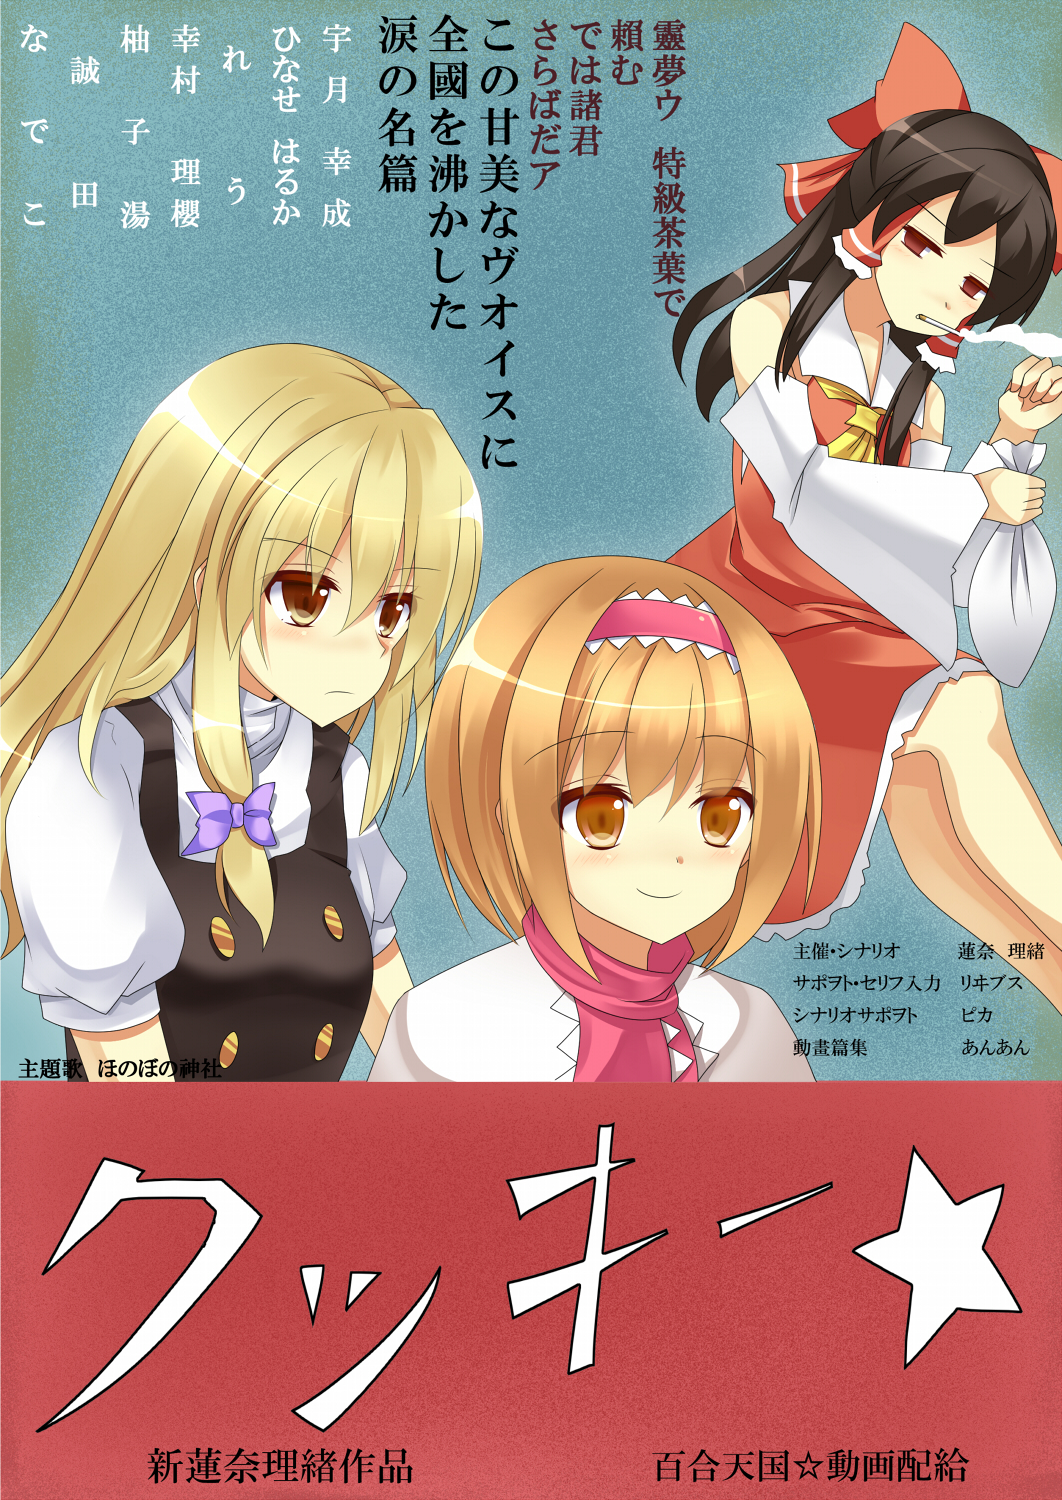 靈夢ウ　特級茶葉で
賴む
では諸君
さらばだア
この甘美なヴオイスに
全國を沸かした
涙の名篇
宇月 幸成
ひなせ はるか
れう
幸村 理櫻
柚子湯
誠田
なでこ
主催・シナリオ　蓮奈 理緒
サポヲト・セリフ入力　リヰブス
シナリオサポヲト　ピカ
動畫篇集　あんあん
主題歌　ほのぼの神社
クッキー☆
新蓮奈理緒作品
百合天国☆動画配給